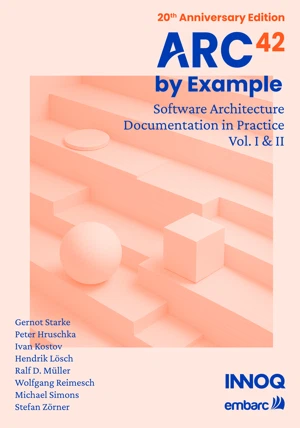 20th Anniversary Edition
ARC42
by Example
Software Architecture
Documentation in Practice
Vol. I & II
Gernot Starke
Peter Hruschka
Ivan Kostov
Hendrik Lösch
Ralf D. Müller
Wolfgang Reimesch
Michael Simons
Stefan Zörner
INNOQ
embarc